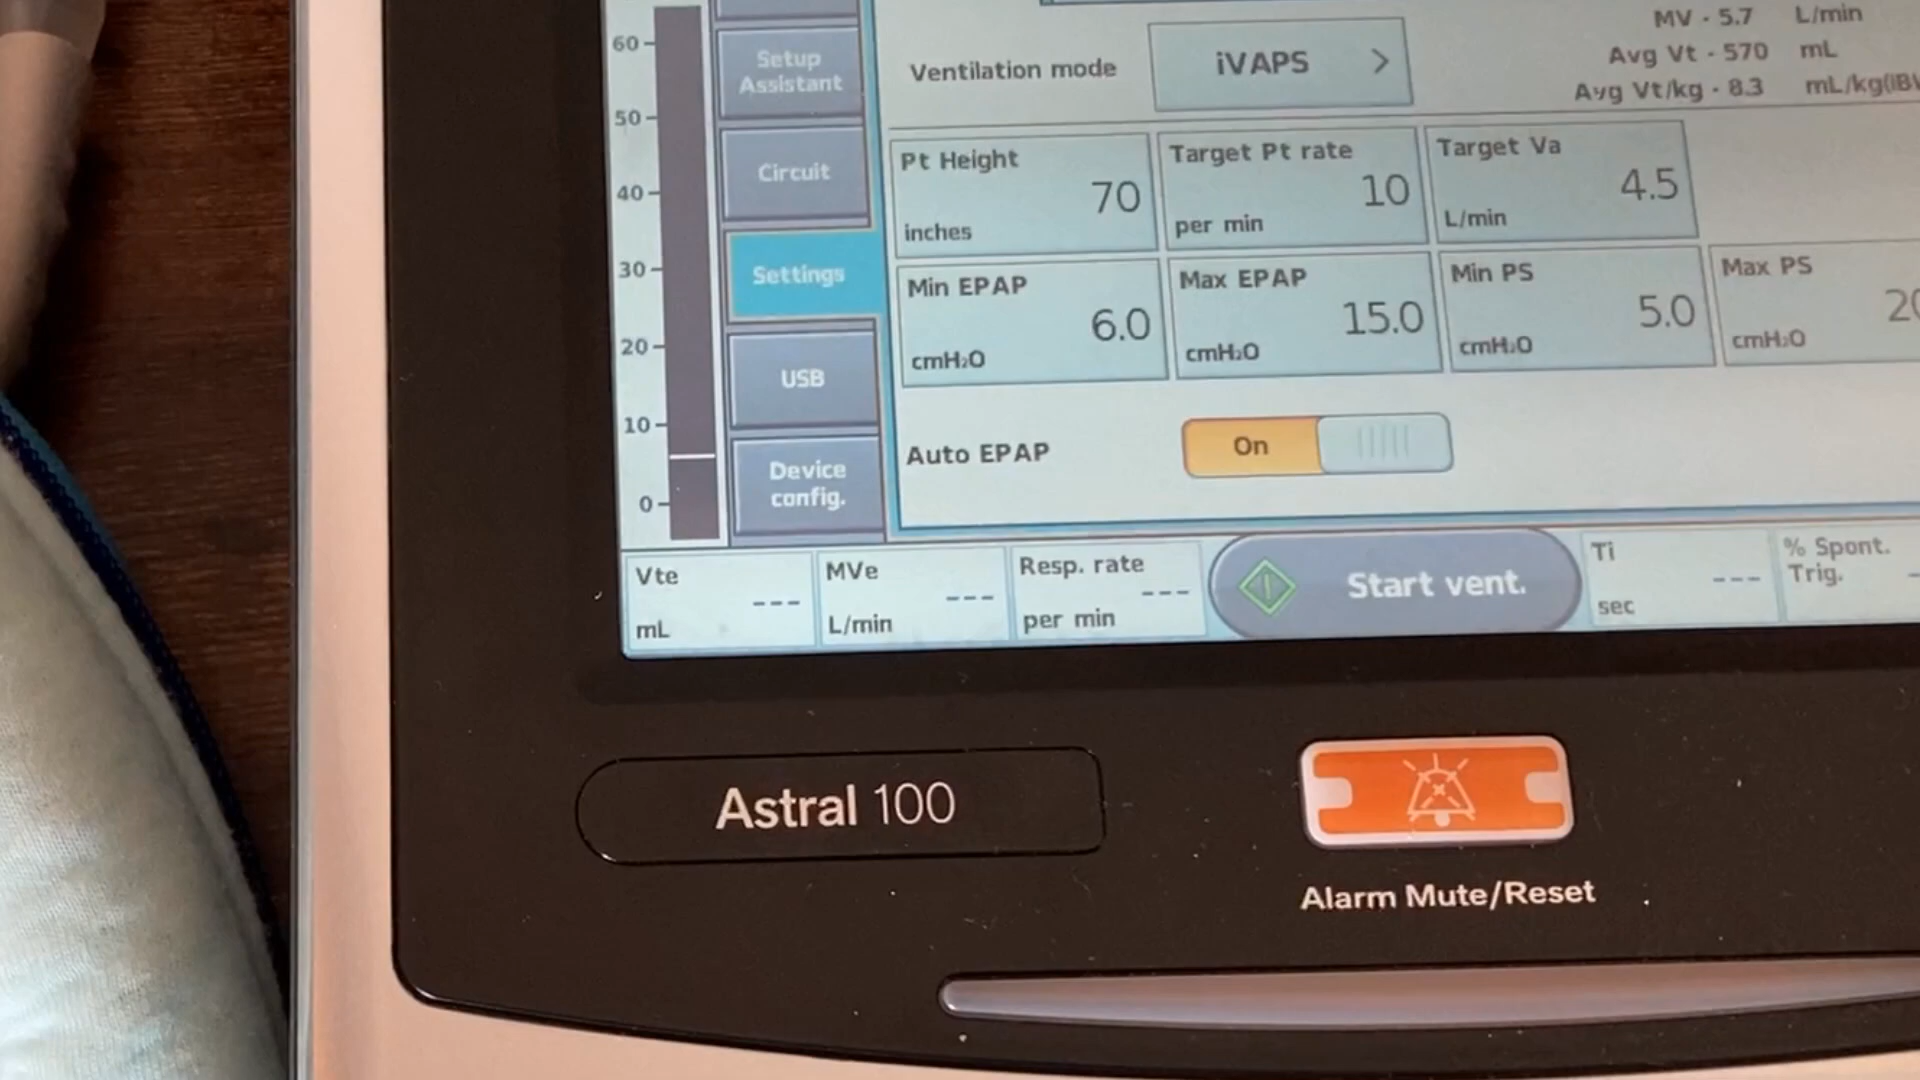 MV - 5.7 L/min
Ventilation mode iVAPS Avg Vt - 570 mL
Avg Vt/kg - 8.3 mL/kg(IBW
60
50
40
30
20
10
0
Setup
Assistant
Circuit
Settings
USB
Device
config.
Pt Height 70 inches
Target Pt rate 10 per min
Target Va 4.5 L/min
Min EPAP 6.0 cmH₂O
Max EPAP 15.0 cmH₂O
Min PS 5.0 cmH₂O
Max PS 20 cmH₂O
Auto EPAP On
Vte --- mL
MVe --- L/min
Resp. rate --- per min
Start vent.
Ti --- sec
% Spont.
Trig.
Astral 100
Alarm Mute/Reset